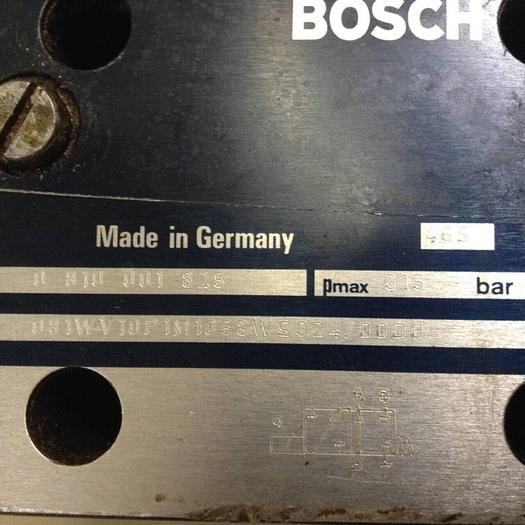 BOSCH
Made in Germany
465
0 810 001 825
pmax 315 bar